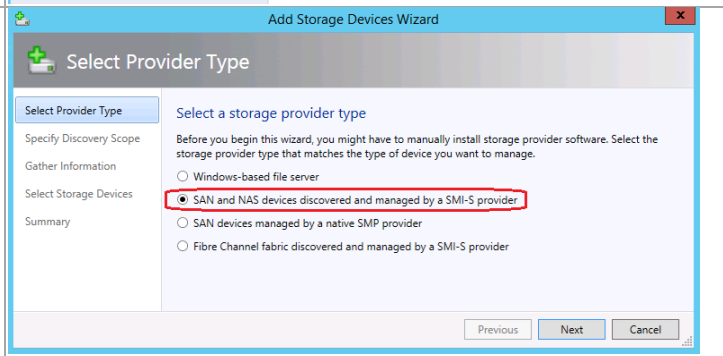 Add Storage Devices Wizard
x
Select Provider Type
Select Provider Type
Specify Discovery Scope
Gather Information
Select Storage Devices
Summary
Select a storage provider type
Before you begin this wizard, you might have to manually install storage provider software. Select the
storage provider type that matches the type of device you want to manage.
Windows-based file server
SAN and NAS devices discovered and managed by a SMI-S provider
SAN devices managed by a native SMP provider
Fibre Channel fabric discovered and managed by a SMI-S provider
Previous Next Cancel